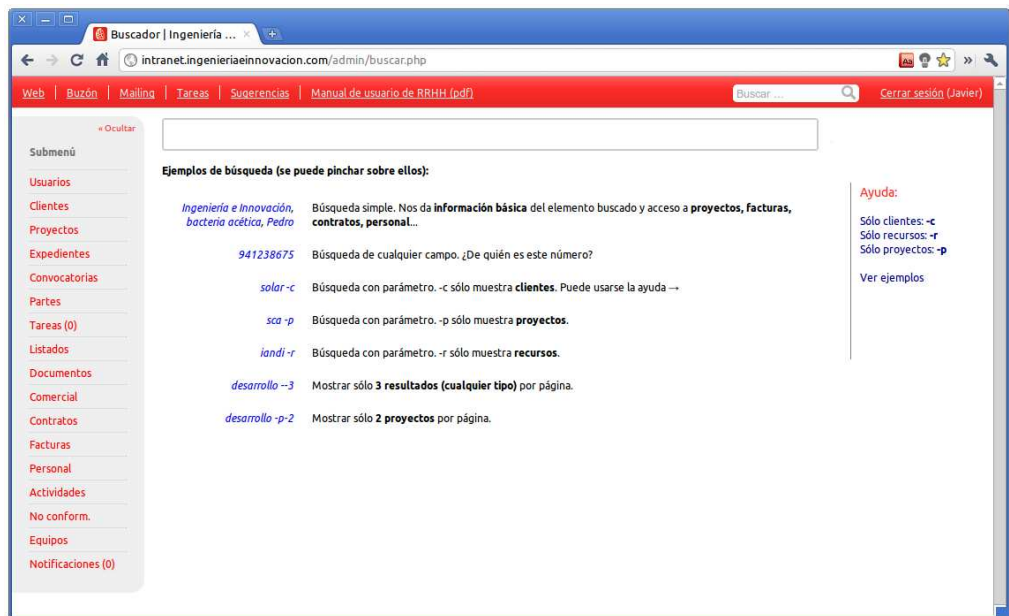 Buscador | Ingeniería ...
intranet.ingenieriaeinnovacion.com/admin/buscar.php
Web | Buzón | Mailing | Tareas | Sugerencias | Manual de usuario de RRHH (pdf)
Buscar ...
Cerrar sesión (Javier)
« Ocultar
Submenú
Usuarios
Clientes
Proyectos
Expedientes
Convocatorias
Partes
Tareas (0)
Listados
Documentos
Comercial
Contratos
Facturas
Personal
Actividades
No conform.
Equipos
Notificaciones (0)
Ejemplos de búsqueda (se puede pinchar sobre ellos):
Ingeniería e Innovación,
bacteria acética, Pedro
Búsqueda simple. Nos da información básica del elemento buscado y acceso a proyectos, facturas,
contratos, personal...
941238675
Búsqueda de cualquier campo. ¿De quién es este número?
solar -c
Búsqueda con parámetro. -c sólo muestra clientes. Puede usarse la ayuda →
sca -p
Búsqueda con parámetro. -p sólo muestra proyectos.
iandi -r
Búsqueda con parámetro. -r sólo muestra recursos.
desarrollo --3
Mostrar sólo 3 resultados (cualquier tipo) por página.
desarrollo -p-2
Mostrar sólo 2 proyectos por página.
Ayuda:
Sólo clientes: -c
Sólo recursos: -r
Sólo proyectos: -p
Ver ejemplos